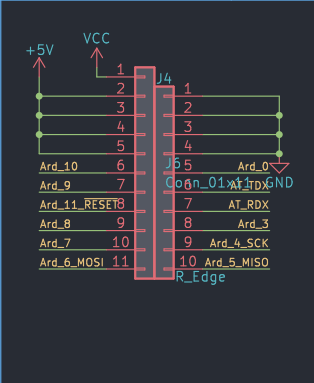 VCC
+5V
J4
1
2 1
3 2
4 3
5 4
J6
6 Ard_10 5 Ard_0
Conn_01x11 GND
7 Ard_9 6 AT_TDX
8 Ard_11_RESET 7 AT_RDX
9 Ard_8 8 Ard_3
10 Ard_7 9 Ard_4_SCK
11 Ard_6_MOSI 10 Ard_5_MISO
R_Edge